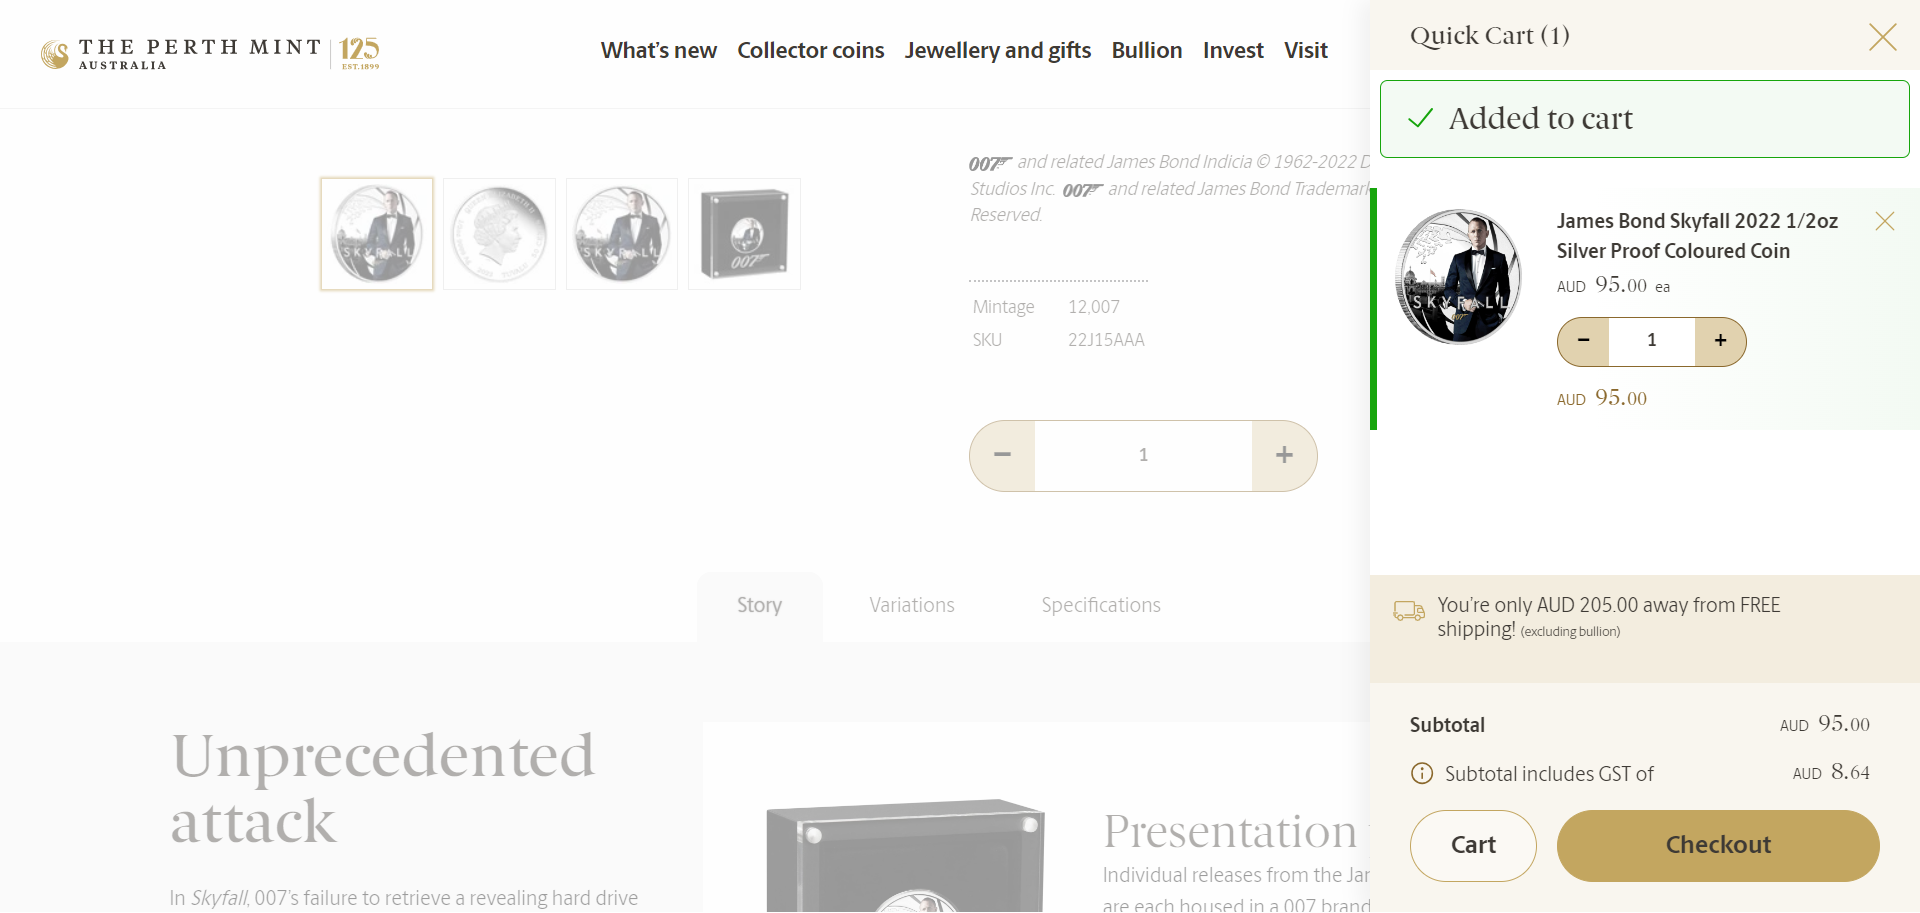 THE PERTH MINT
AUSTRALIA
125
EST.1899
What's new
Collector coins
Jewellery and gifts
Bullion
Invest
Visit
SKYFALL
SKYFALL
007
007 and related James Bond Indicia © 1962-2022
Studios Inc. 007 and related James Bond
Reserved.
Mintage 12,007
SKU 22J15AAA
− 1 +
Story
Variations
Specifications
Unprecedented
attack
In Skyfall, 007's failure to retrieve a revealing hard drive
Presentation
Individual releases from the
are each housed in a 007
Quick Cart (1)
Added to cart
SKYFALL
007
James Bond Skyfall 2022 1/2oz
Silver Proof Coloured Coin
AUD 95.00 ea
− 1 +
AUD 95.00
You're only AUD 205.00 away from FREE
shipping! (excluding bullion)
Subtotal AUD 95.00
Subtotal includes GST of AUD 8.64
Cart
Checkout